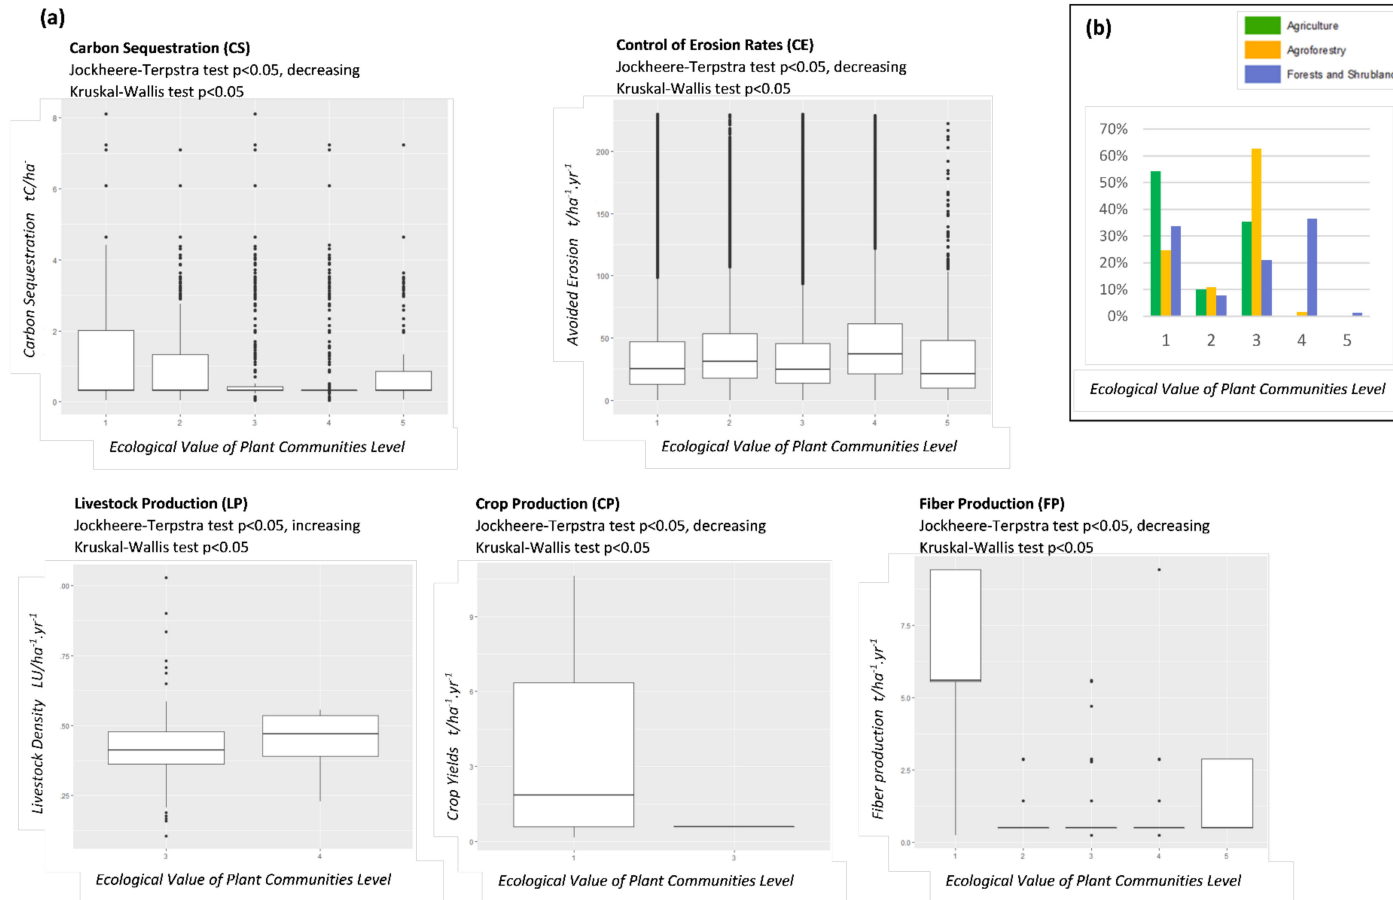 (a)
Carbon Sequestration (CS)
Jockheere-Terpstra test p<0.05, decreasing
Kruskal-Wallis test p<0.05
Carbon Sequestration tC/ha-
8
6
4
2
0
1 2 3 4 5
Ecological Value of Plant Communities Level
Control of Erosion Rates (CE)
Jockheere-Terpstra test p<0.05, decreasing
Kruskal-Wallis test p<0.05
Avoided Erosion t/ha-1.yr-1
200
150
100
50
0
1 2 3 4 5
Ecological Value of Plant Communities Level
(b)
Agriculture
Agroforestry
Forests and Shrubland
70%
60%
50%
40%
30%
20%
10%
0%
1 2 3 4 5
Ecological Value of Plant Communities Level
Livestock Production (LP)
Jockheere-Terpstra test p<0.05, increasing
Kruskal-Wallis test p<0.05
Livestock Density LU/ha-1.yr-1
.00
.75
.50
.25
3 4
Ecological Value of Plant Communities Level
Crop Production (CP)
Jockheere-Terpstra test p<0.05, decreasing
Kruskal-Wallis test p<0.05
Crop Yields t/ha-1.yr-1
9
6
3
0
1 3
Ecological Value of Plant Communities Level
Fiber Production (FP)
Jockheere-Terpstra test p<0.05, decreasing
Kruskal-Wallis test p<0.05
Fiber production t/ha-1.yr-1
7.5
5.0
2.5
0.0
1 2 3 4 5
Ecological Value of Plant Communities Level